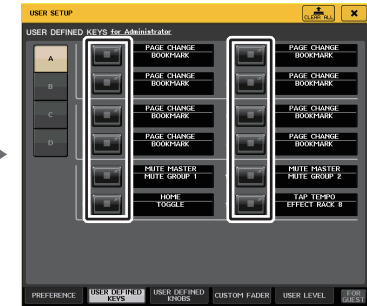 USER SETUP
CLEAR ALL
USER DEFINED KEYS for Administrator
A
PAGE CHANGE
BOOKMARK
PAGE CHANGE
BOOKMARK
B
PAGE CHANGE
BOOKMARK
PAGE CHANGE
BOOKMARK
C
PAGE CHANGE
BOOKMARK
PAGE CHANGE
BOOKMARK
D
PAGE CHANGE
BOOKMARK
PAGE CHANGE
BOOKMARK
MUTE MASTER
MUTE GROUP 1
MUTE MASTER
MUTE GROUP 2
HOME
TOGGLE
TAP TEMPO
EFFECT RACK 8
PREFERENCE
USER DEFINED
KEYS
USER DEFINED
KNOBS
CUSTOM FADER
USER LEVEL
FOR
GUEST